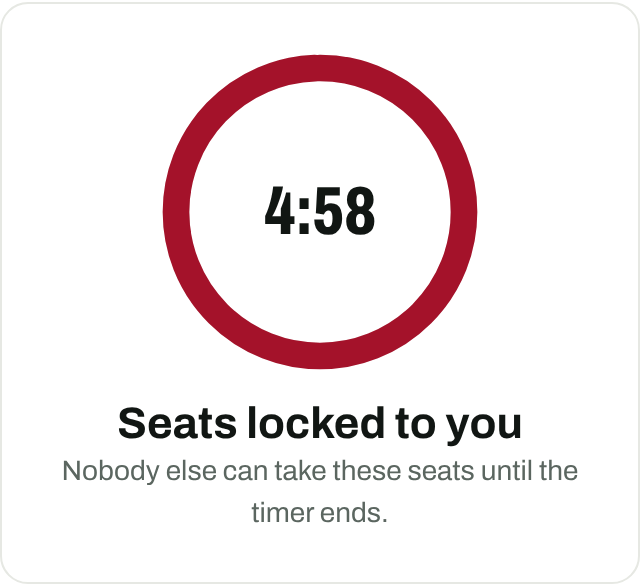 4:58
Seats locked to you
Nobody else can take these seats until the
timer ends.